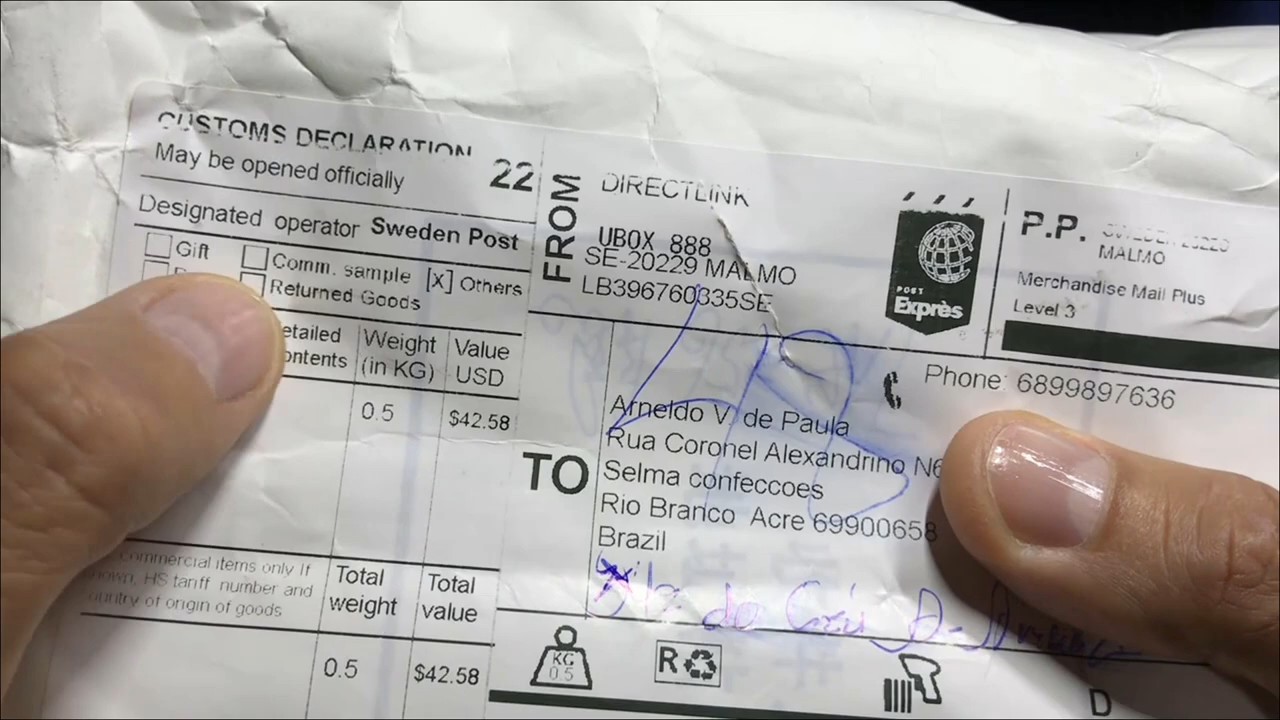 CUSTOMS DECLARATION
May be opened officially
22
Designated operator Sweden Post
Gift
Comm. sample
[x] Others
Returned Goods
etailed
ontents
Weight
(in KG)
Value
USD
0.5
$42.58
commercial items only If
HS tariff number and
ountry of origin of goods
Total
weight
Total
value
0.5
$42.58
FROM
DIRECTLINK
UBOX 888
SE-20229 MALMO
LB396760335SE
POST
Exprès
P.P.
MALMO
Merchandise Mail Plus
Level 3
Phone: 6899897636
TO
Arneldo V. de Paula
Rua Coronel Alexandrino N6
Selma confeccoes
Rio Branco Acre 69900658
Brazil
KG
0.5
R
D